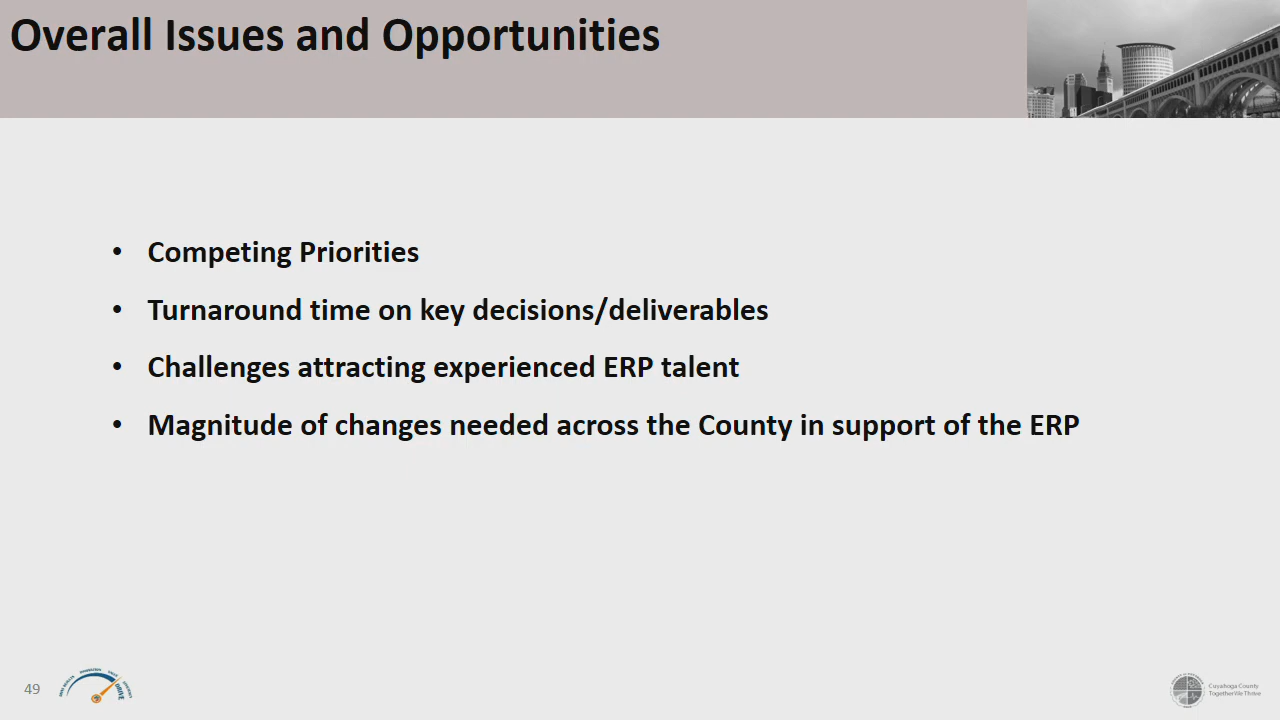 Overall Issues and Opportunities
• Competing Priorities
• Turnaround time on key decisions/deliverables
• Challenges attracting experienced ERP talent
• Magnitude of changes needed across the County in support of the ERP
49
DRIVE
Cuyahoga County
Together We Thrive